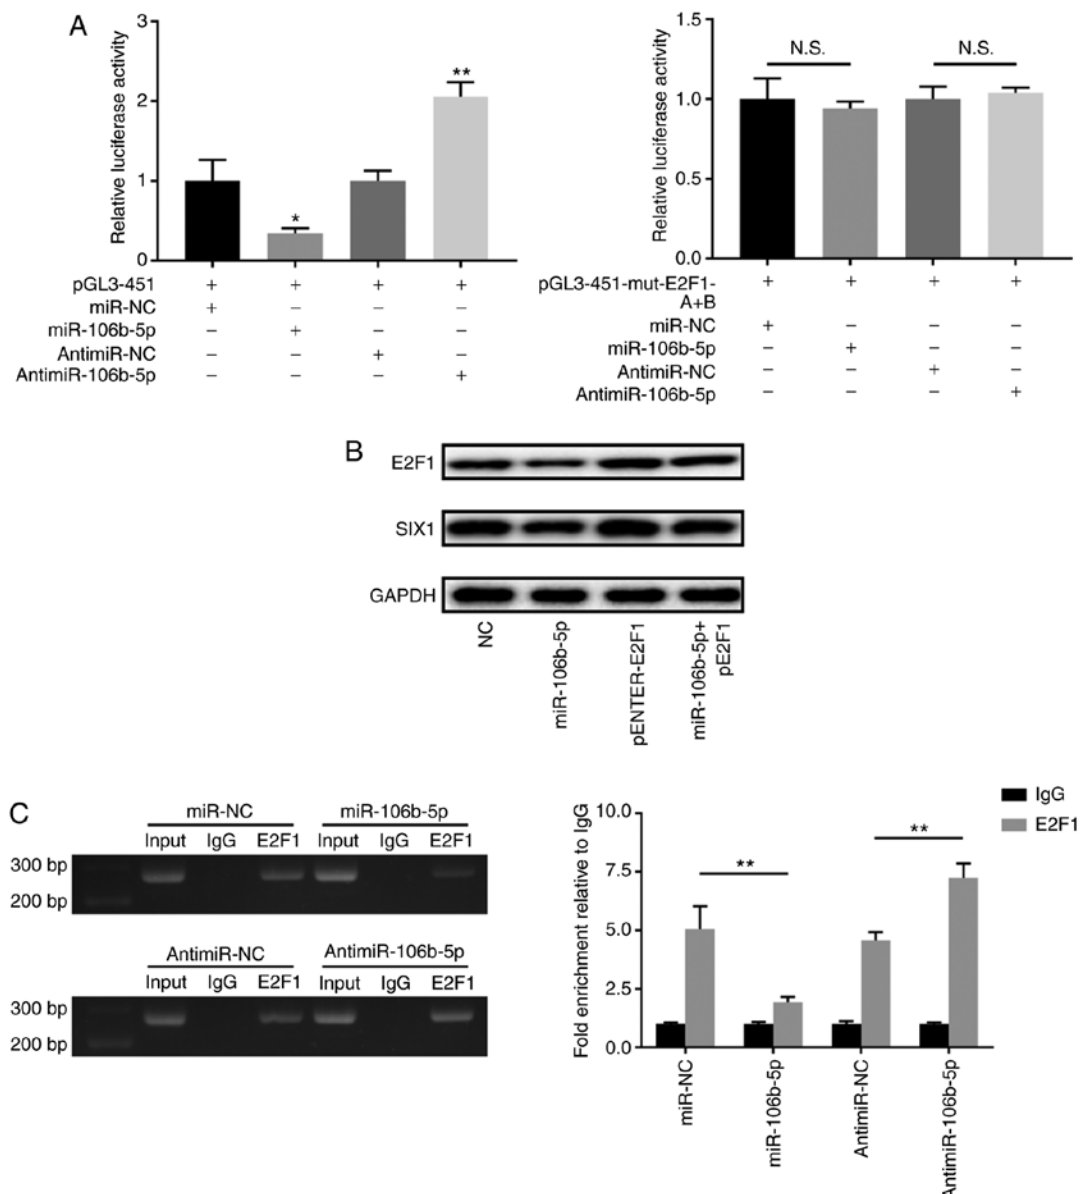 A
Relative luciferase activity
3
2
1
0
*
**
pGL3-451 + + + +
miR-NC + – – –
miR-106b-5p – + – –
AntimiR-NC – – + –
AntimiR-106b-5p – – – +
Relative luciferase activity
1.5
1.0
0.5
0.0
N.S. N.S.
pGL3-451-mut-E2F1- + + + +
A+B
miR-NC + – – –
miR-106b-5p – + – –
AntimiR-NC – – + –
AntimiR-106b-5p – – – +
B
E2F1
SIX1
GAPDH
NC
miR-106b-5p
pENTER-E2F1
miR-106b-5p+
pE2F1
C
miR-NC miR-106b-5p
Input IgG E2F1 Input IgG E2F1
300 bp
200 bp
AntimiR-NC AntimiR-106b-5p
Input IgG E2F1 Input IgG E2F1
300 bp
200 bp
Fold enrichment relative to IgG
10.0
7.5
5.0
2.5
0.0
**
**
IgG
E2F1
miR-NC
miR-106b-5p
AntimiR-NC
AntimiR-106b-5p